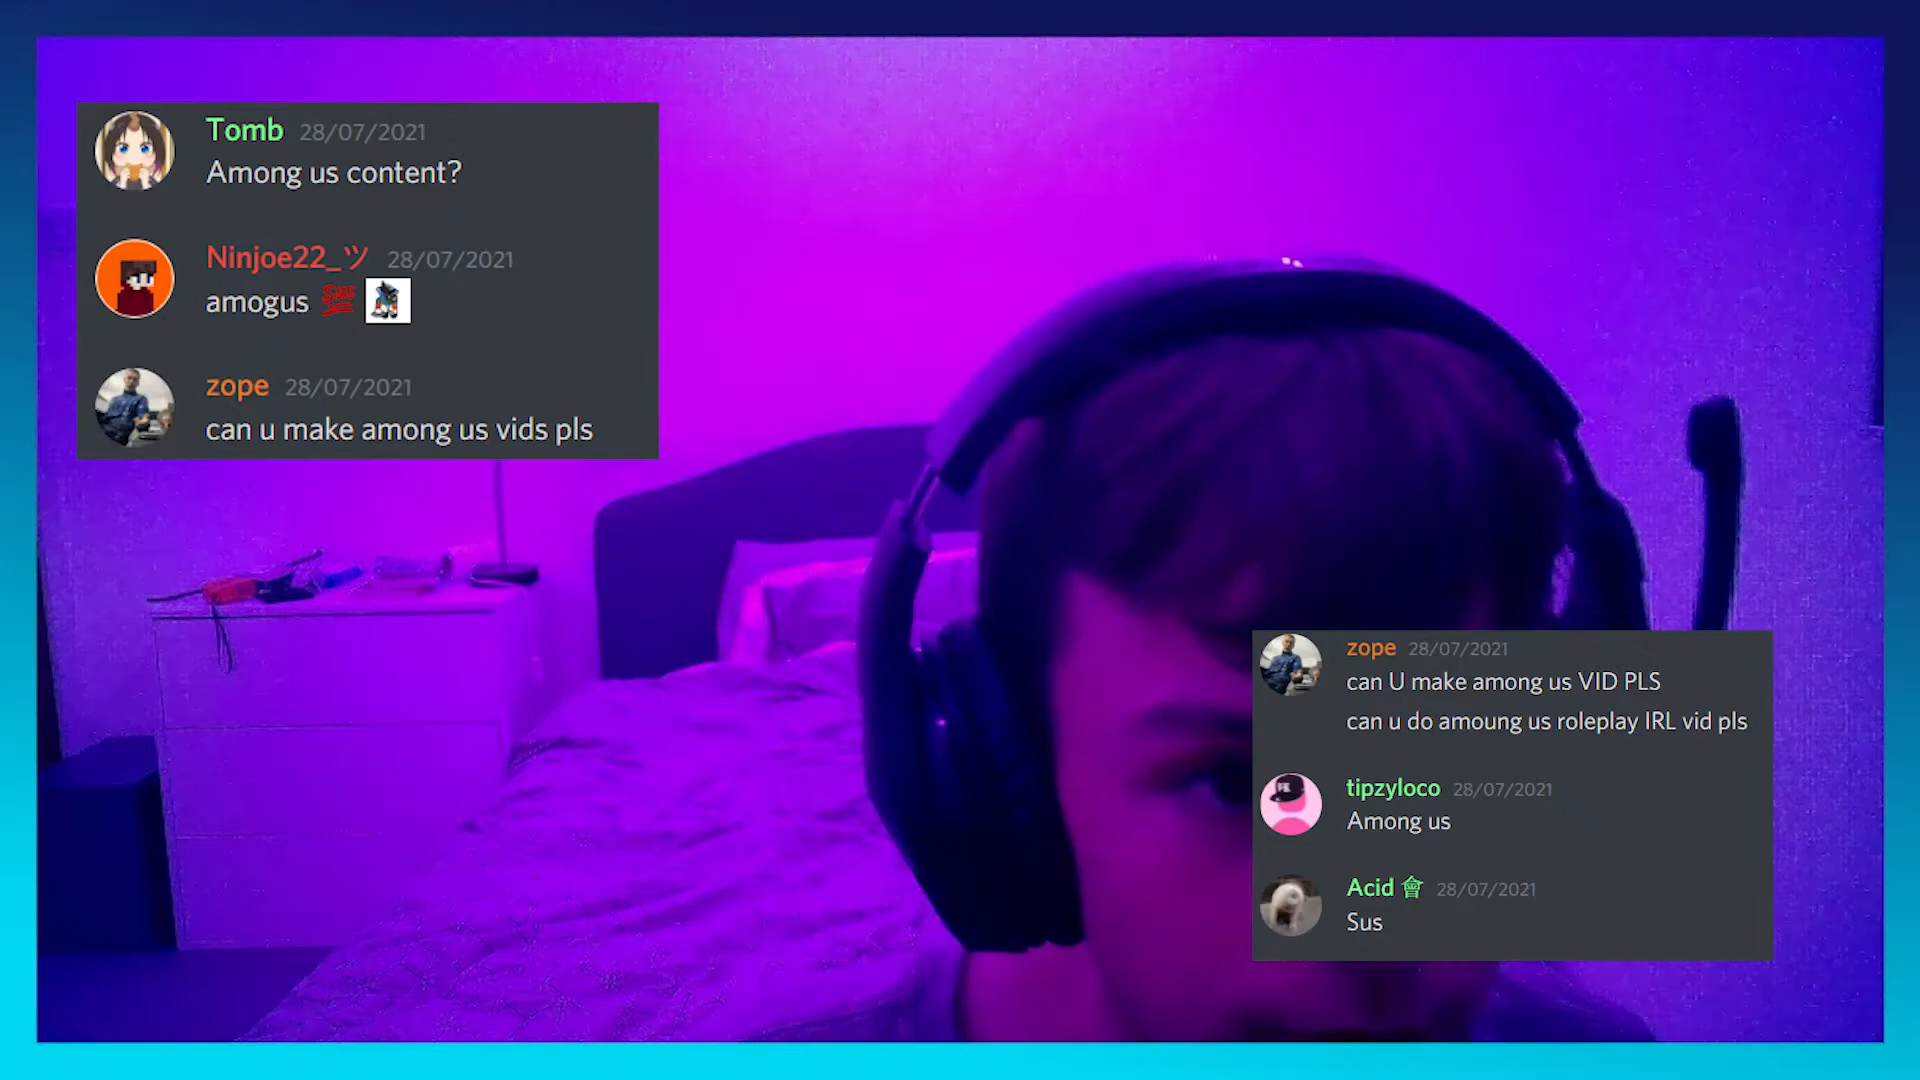 Tomb 28/07/2021
Among us content?
Ninjoe22_ツ 28/07/2021
amogus Sus
zope 28/07/2021
can u make among us vids pls
zope 28/07/2021
can U make among us VID PLS
can u do amoung us roleplay IRL vid pls
tipzyloco 28/07/2021
Among us
Acid 會 28/07/2021
Sus